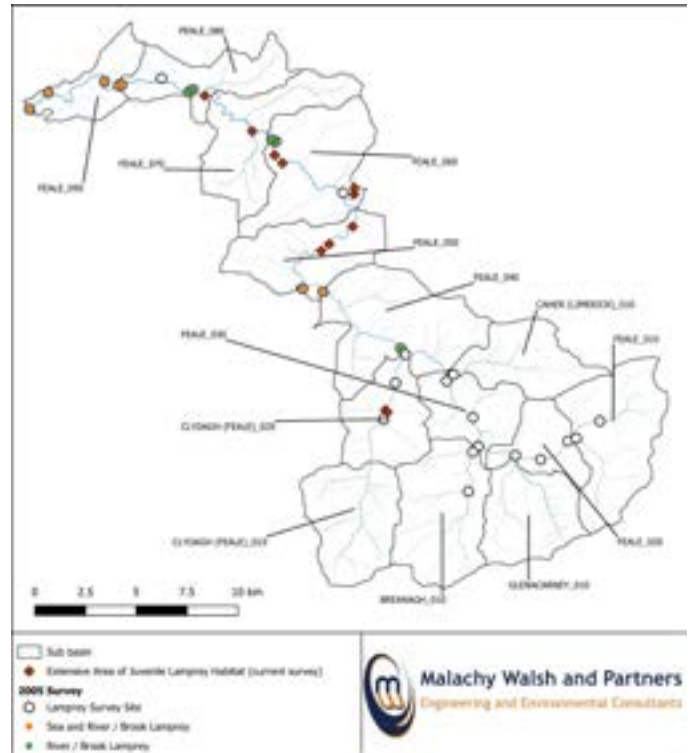 FEALE_080
FEALE_090
FEALE_070
FEALE_060
FEALE_050
FEALE_040
CAHER (LIMERICK)_010
FEALE_030
FEALE_010
CLYDAGH (FEALE)_020
CLYDAGH (FEALE)_010
FEALE_020
GLENACARNEY_010
BREANAGH_010
0 2.5 5 7.5 10 km
Sub basin
Extensive Area of Juvenile Lamprey Habitat (current survey)
2005 Survey
Lamprey Survey Site
Sea and River / Brook Lamprey
River / Brook Lamprey
Malachy Walsh and Partners
Engineering and Environmental Consultants